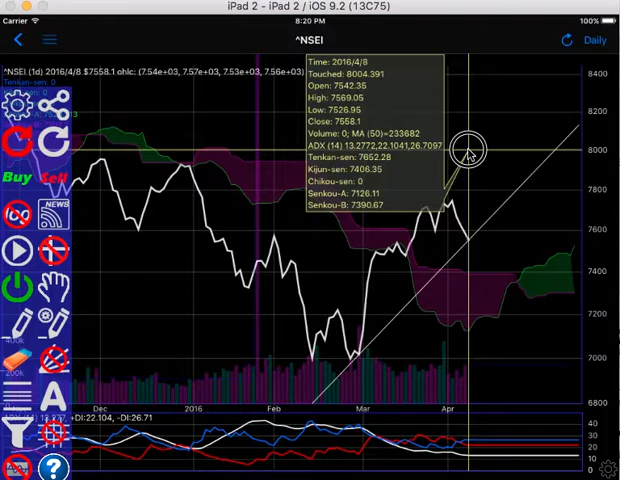 iPad 2 - iPad 2 / iOS 9.2 (13C75)
Carrier
8:20 PM
100%
^NSEI
Daily
^NSEI (1d) 2016/4/8 $7558.1 ohlc: (7.54e+03, 7.57e+03, 7.53e+03, 7.56e+03)
Tenkan-sen: 0
Time: 2016/4/8
Touched: 8004.391
Open: 7542.35
High: 7569.05
Low: 7526.95
Close: 7558.1
Volume: 0; MA (50)=233682
ADX (14) 13.2772,22.1041,26.7097
Tenkan-sen: 7652.28
Kijun-sen: 7406.35
Chikou-sen: 0
Senkou-A: 7126.11
Senkou-B: 7390.67
8400
8200
8000
7800
7600
7400
7200
7000
6800
Buy
Sell
NEWS
A
?
400k
200k
Dec
2016
Feb
Mar
Apr
+DI:22.104, -DI:26.71
40
30
20
10
0